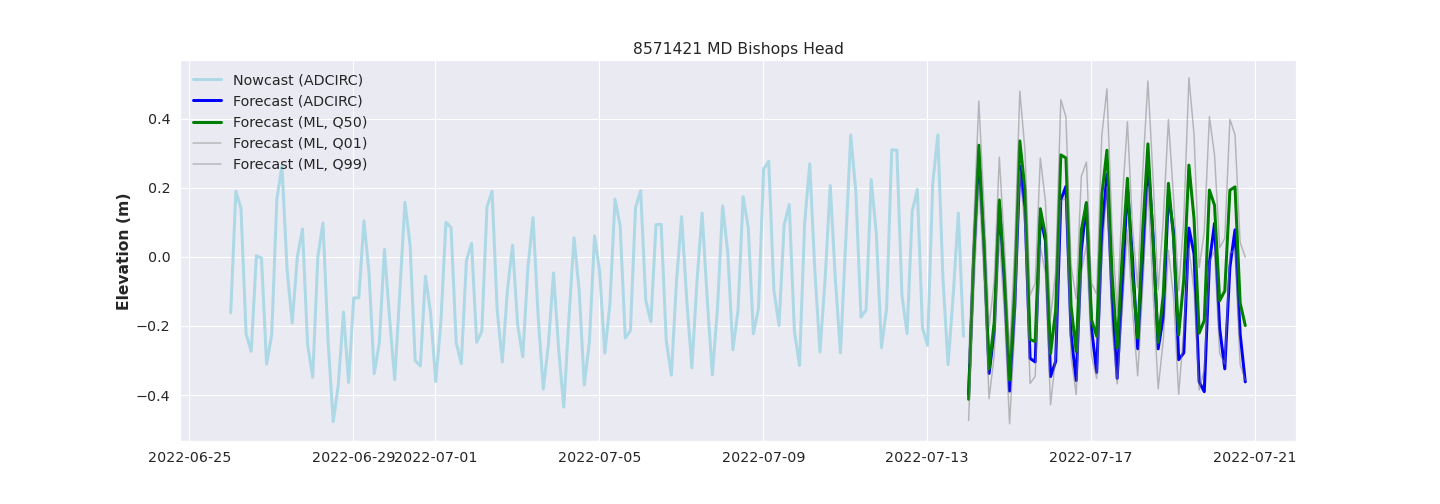 8571421 MD Bishops Head
Nowcast (ADCIRC)
Forecast (ADCIRC)
Forecast (ML, Q50)
Forecast (ML, Q01)
Forecast (ML, Q99)
Elevation (m)
0.4
0.2
0.0
−0.2
−0.4
2022-06-25 2022-06-29 2022-07-01 2022-07-05 2022-07-09 2022-07-13 2022-07-17 2022-07-21